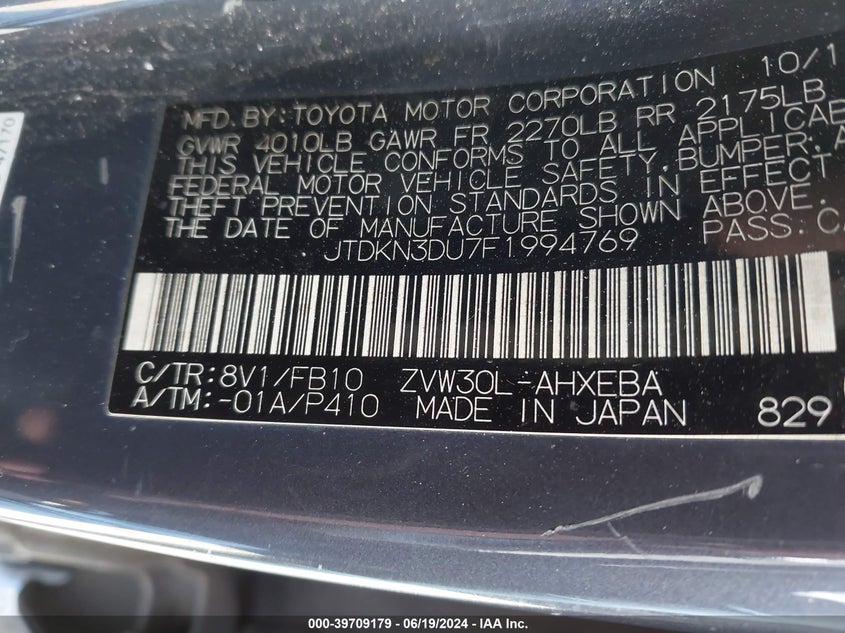 MFD.BY:TOYOTA MOTOR CORPORATION 10/1
GVWR 4010LB GAWR FR 2270LB RR 2175LB
THIS VEHICLE CONFORMS TO ALL APPLICAB
FEDERAL MOTOR VEHICLE SAFETY,BUMPER,A
THEFT PREVENTION STANDARDS IN EFFECT
THE DATE OF MANUFACTURE SHOWN ABOVE.
JTDKN3DU7F1994769 PASS.CA
C/TR:8V1/FB10 ZVW30L-AHXEBA
A/TM:-01A/P410 MADE IN JAPAN 829
000-39709179 - 06/19/2024 - IAA Inc.